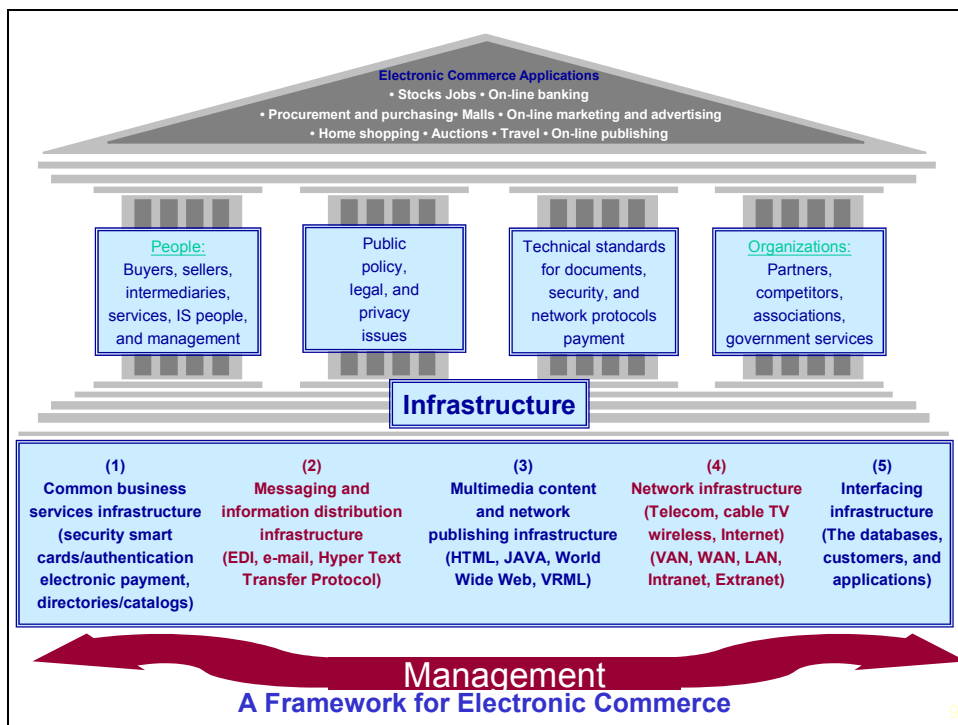 Electronic Commerce Applications
• Stocks Jobs • On-line banking
• Procurement and purchasing• Malls • On-line marketing and advertising
• Home shopping • Auctions • Travel • On-line publishing
People:
Buyers, sellers,
intermediaries,
services, IS people,
and management
Public
policy,
legal, and
privacy
issues
Technical standards
for documents,
security, and
network protocols
payment
Organizations:
Partners,
competitors,
associations,
government services
Infrastructure
(1)
Common business
services infrastructure
(security smart
cards/authentication
electronic payment,
directories/catalogs)
(2)
Messaging and
information distribution
infrastructure
(EDI, e-mail, Hyper Text
Transfer Protocol)
(3)
Multimedia content
and network
publishing infrastructure
(HTML, JAVA, World
Wide Web, VRML)
(4)
Network infrastructure
(Telecom, cable TV
wireless, Internet)
(VAN, WAN, LAN,
Intranet, Extranet)
(5)
Interfacing
infrastructure
(The databases,
customers, and
applications)
Management
A Framework for Electronic Commerce